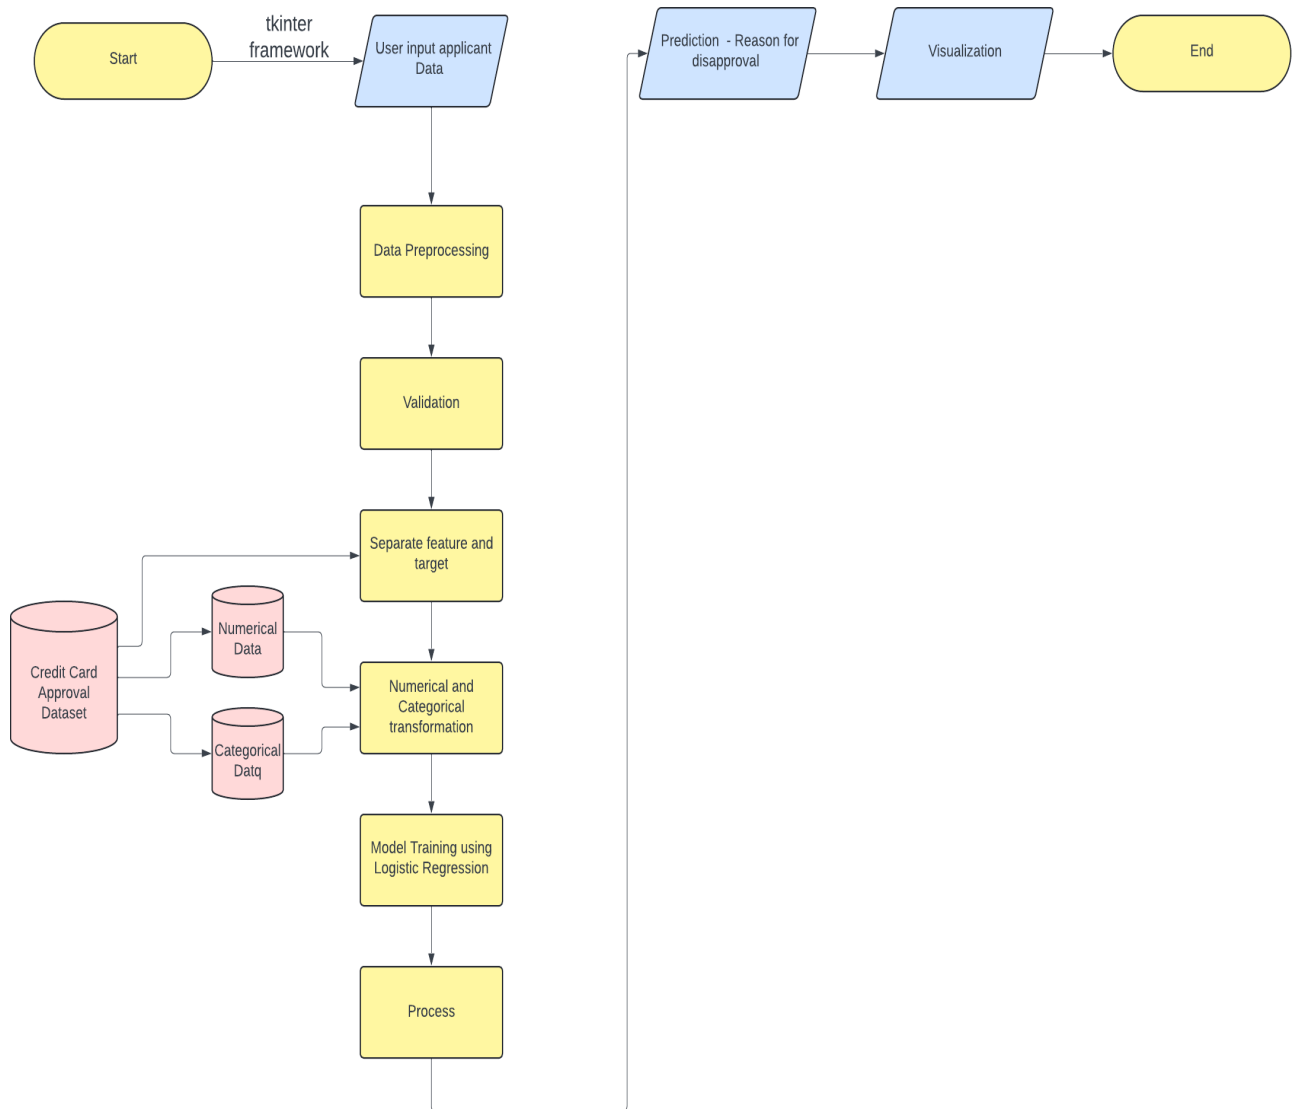 Start
tkinter
framework
User input applicant
Data
Prediction - Reason for
disapproval
Visualization
End
Data Preprocessing
Validation
Separate feature and
target
Credit Card
Approval
Dataset
Numerical
Data
Categorical
Datq
Numerical and
Categorical
transformation
Model Training using
Logistic Regression
Process